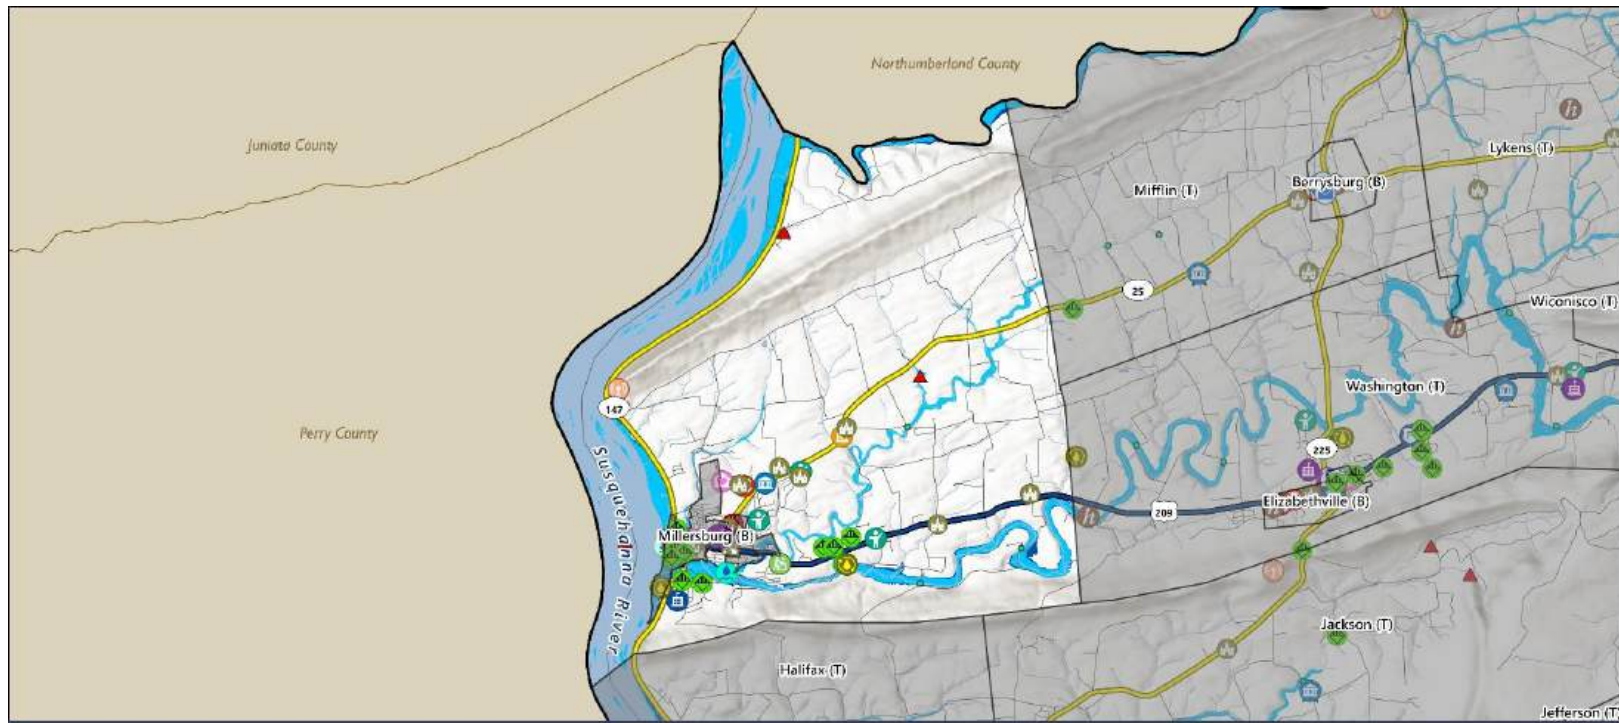 Northumberland County
Juniata County
Lykens (T)
Mifflin (T)
Berrysburg (B)
25
Wiconisco (T)
Washington (T)
147
Perry County
225
Susquehanna River
Elizabethville (B)
209
Millersburg (B)
Jackson (T)
Halifax (T)
Jefferson (T